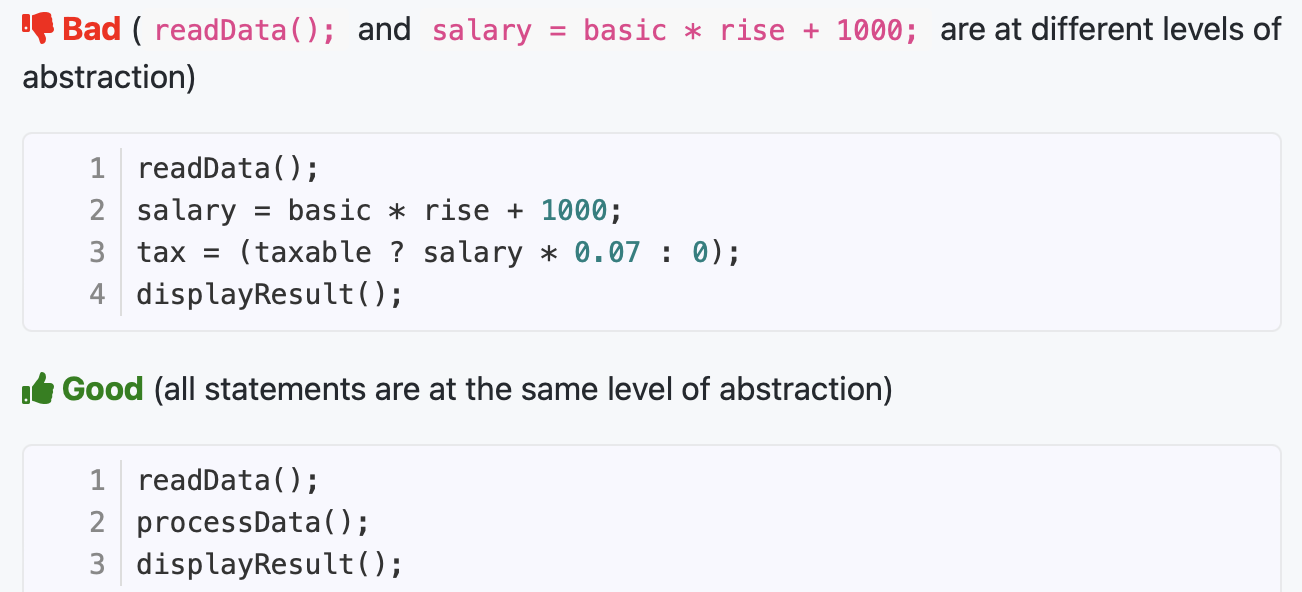 Bad ( readData(); and salary = basic * rise + 1000; are at different levels of
abstraction)
1 readData();
2 salary = basic * rise + 1000;
3 tax = (taxable ? salary * 0.07 : 0);
4 displayResult();
Good (all statements are at the same level of abstraction)
1 readData();
2 processData();
3 displayResult();